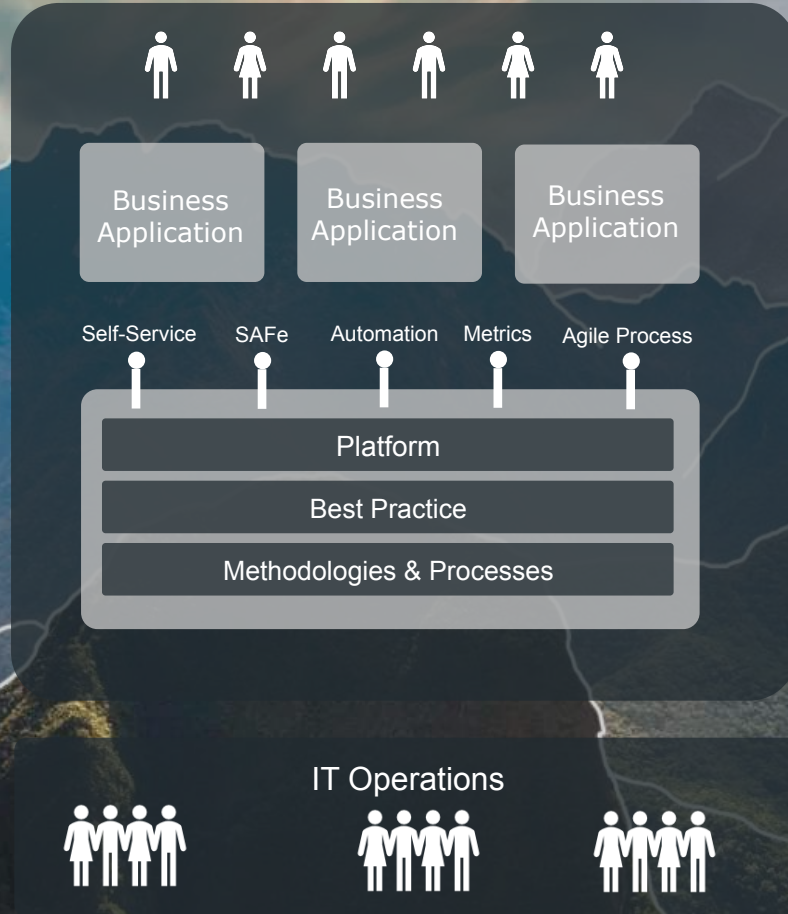 Business
Application
Business
Application
Business
Application
Self-Service
SAFe
Automation
Metrics
Agile Process
Platform
Best Practice
Methodologies & Processes
IT Operations